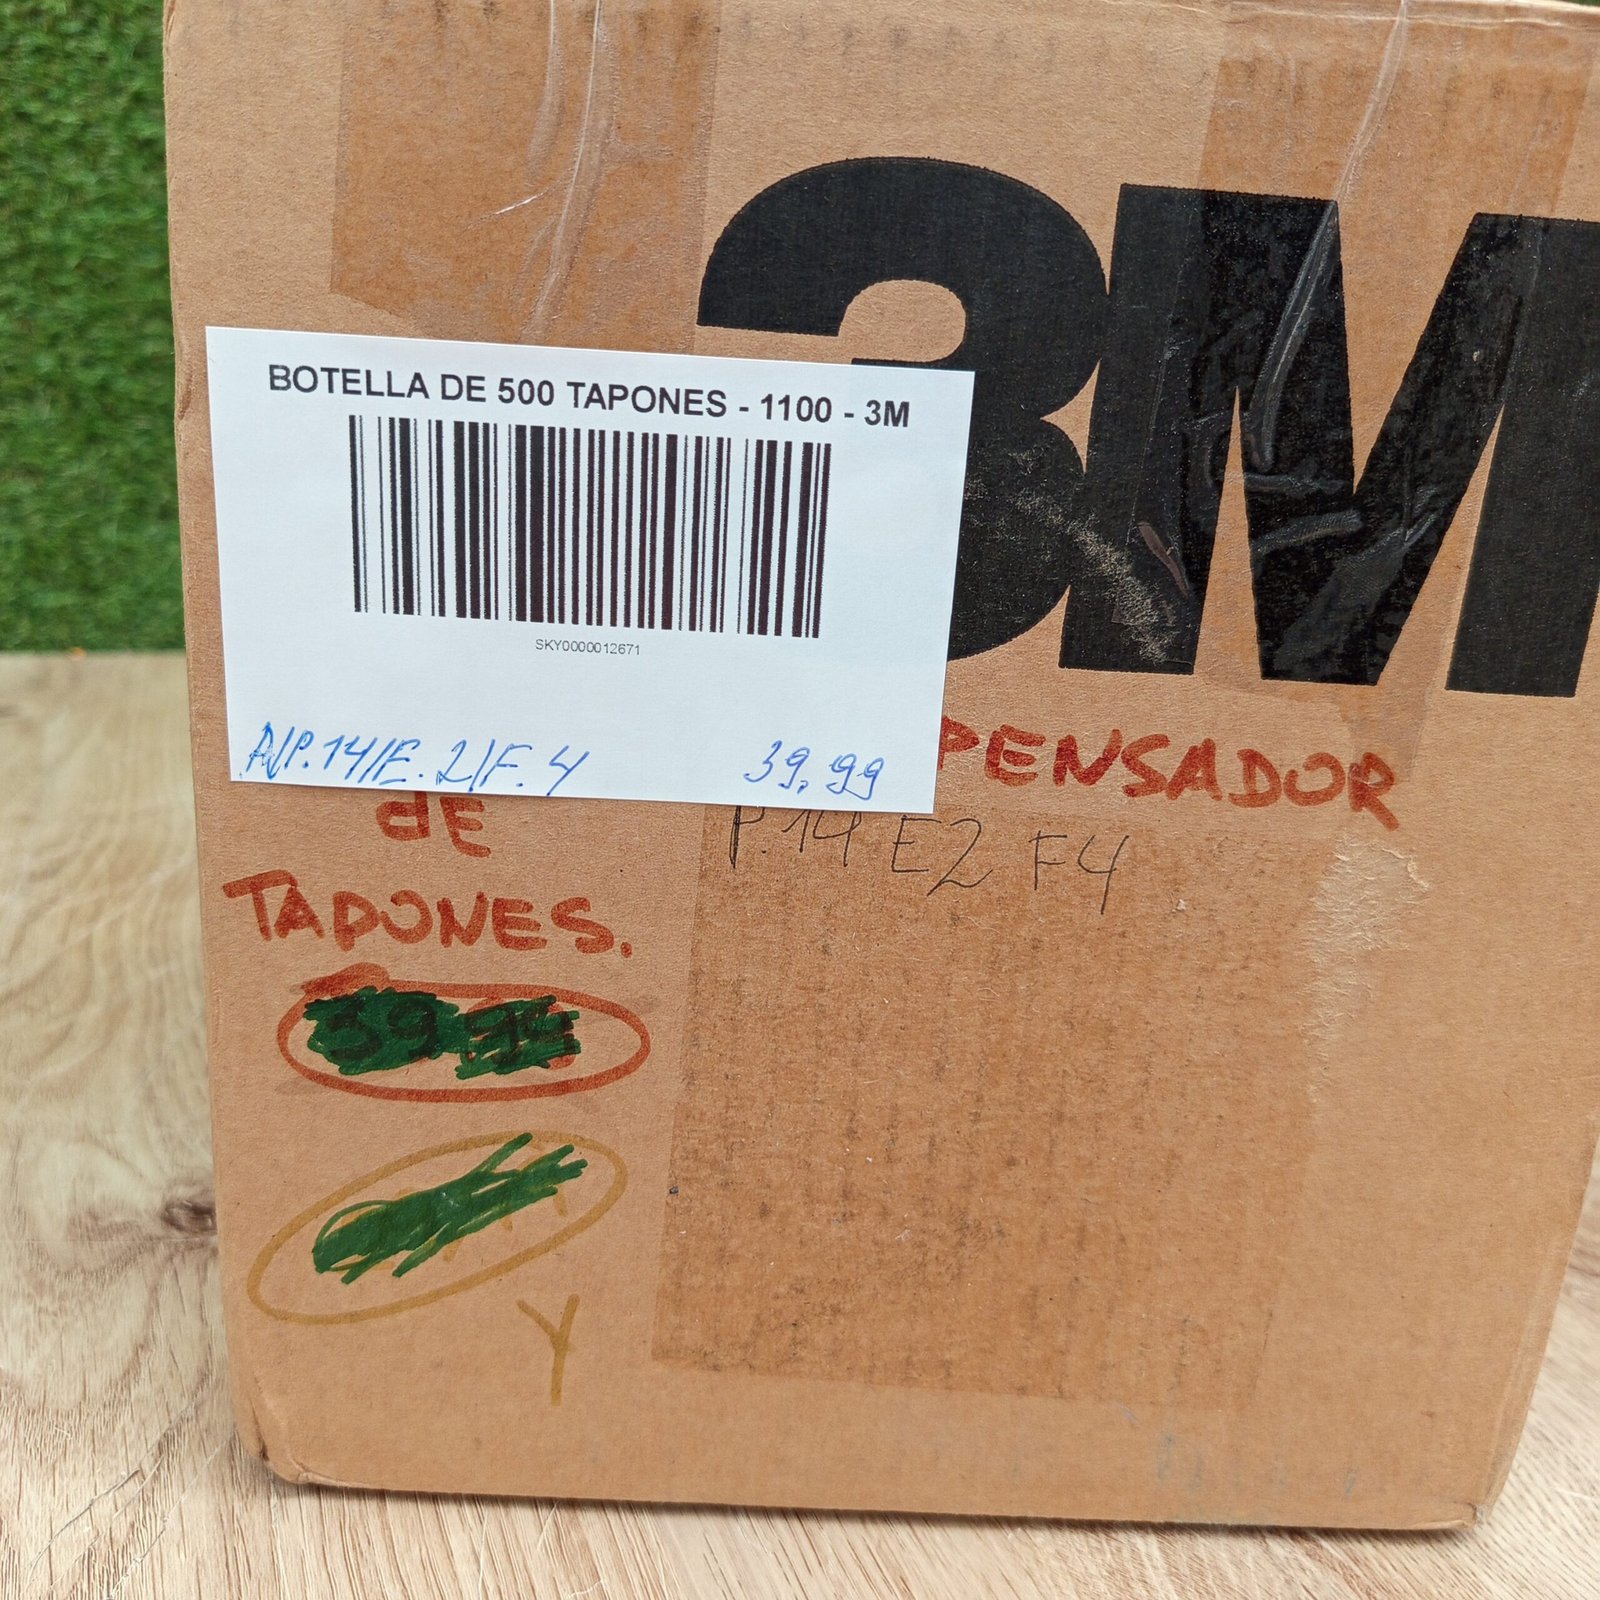 3M
BOTELLA DE 500 TAPONES - 1100 - 3M
SKY0000012671
A/P.14/E.2/F.4 39,99
PENSADOR
P.14 E2 F4
dE
TAPONES.
Y